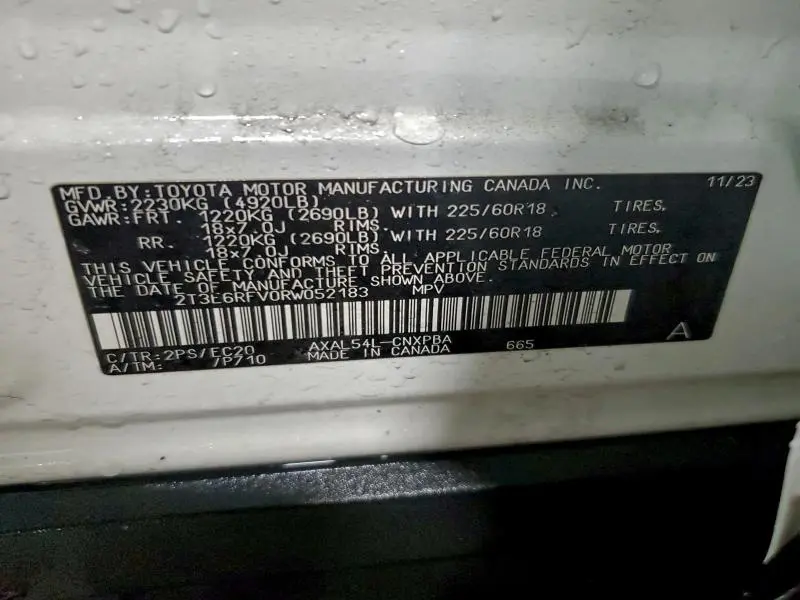 MFD. BY: TOYOTA MOTOR MANUFACTURING CANADA INC. 11/23
GVWR: 2230KG (4920LB)
GAWR: FRT. 1220KG (2690LB) WITH 225/60R18 TIRES.
18x7.0J RIMS.
RR. 1220KG (2690LB) WITH 225/60R18 TIRES.
18x7.0J RIMS.
THIS VEHICLE CONFORMS TO ALL APPLICABLE FEDERAL MOTOR
VEHICLE SAFETY AND THEFT PREVENTION STANDARDS IN EFFECT ON
THE DATE OF MANUFACTURE SHOWN ABOVE.
2T3E6RFV0RW052183 MPV
C/TR: 2PS/EC20 AXAL54L-CNXPBA 665 A
A/TM: /P710 MADE IN CANADA